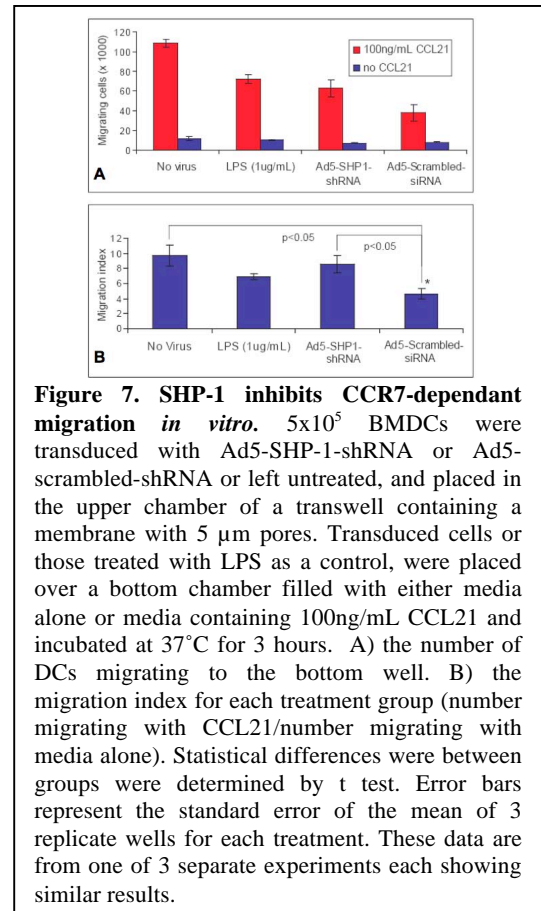 120
100
80
60
40
20
0
Migrating cells (x 1000)
100ng/mL CCL21
no CCL21
No virus
LPS (1ug/mL)
Ad5-SHP1-
shRNA
Ad5-Scrambled-
siRNA
A
12
10
8
6
4
2
0
Migration index
p<0.05
p<0.05
*
No Virus
LPS (1ug/mL)
Ad5-SHP1-
shRNA
Ad5-Scrambled-
siRNA
B
Figure 7. SHP-1 inhibits CCR7-dependant
migration in vitro. 5x10⁵ BMDCs were
transduced with Ad5-SHP-1-shRNA or Ad5-
scrambled-shRNA or left untreated, and placed in
the upper chamber of a transwell containing a
membrane with 5 µm pores. Transduced cells or
those treated with LPS as a control, were placed
over a bottom chamber filled with either media
alone or media containing 100ng/mL CCL21 and
incubated at 37˚C for 3 hours. A) the number of
DCs migrating to the bottom well. B) the
migration index for each treatment group (number
migrating with CCL21/number migrating with
media alone). Statistical differences were between
groups were determined by t test. Error bars
represent the standard error of the mean of 3
replicate wells for each treatment. These data are
from one of 3 separate experiments each showing
similar results.